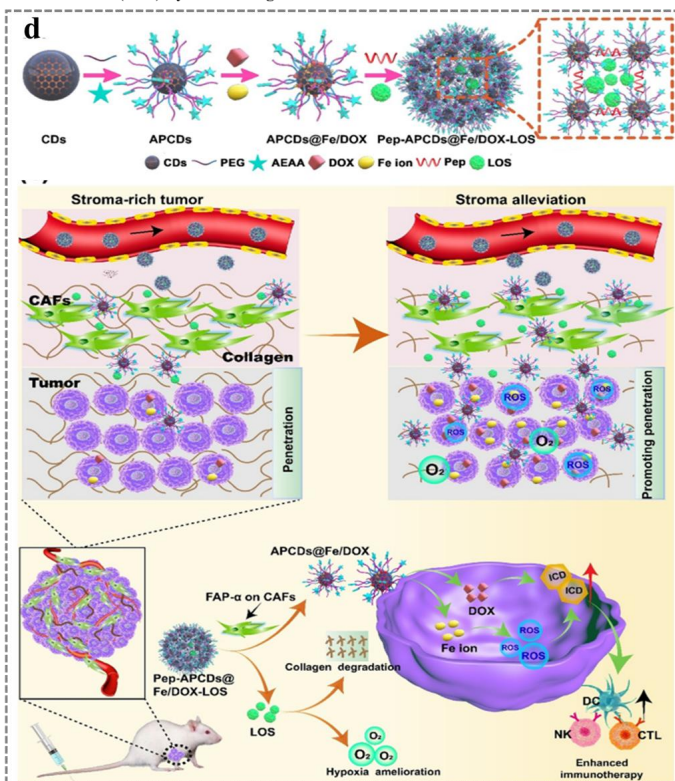 d
CDs
APCDs
APCDs@Fe/DOX
Pep-APCDs@Fe/DOX-LOS
CDs PEG AEAA DOX Fe ion Pep LOS
Stroma-rich tumor
Stroma alleviation
CAFs
Collagen
Tumor
Penetration
ROS
ROS
O₂
O₂
ROS
Promoting penetration
APCDs@Fe/DOX
FAP-α on CAFs
DOX
ICD
ICD
Fe ion
ROS
ROS
ROS
Pep-APCDs@
Fe/DOX-LOS
Collagen degradation
LOS
O₂
O₂
O₂
Hypoxia amelioration
DC
NK
CTL
Enhanced
immunotherapy